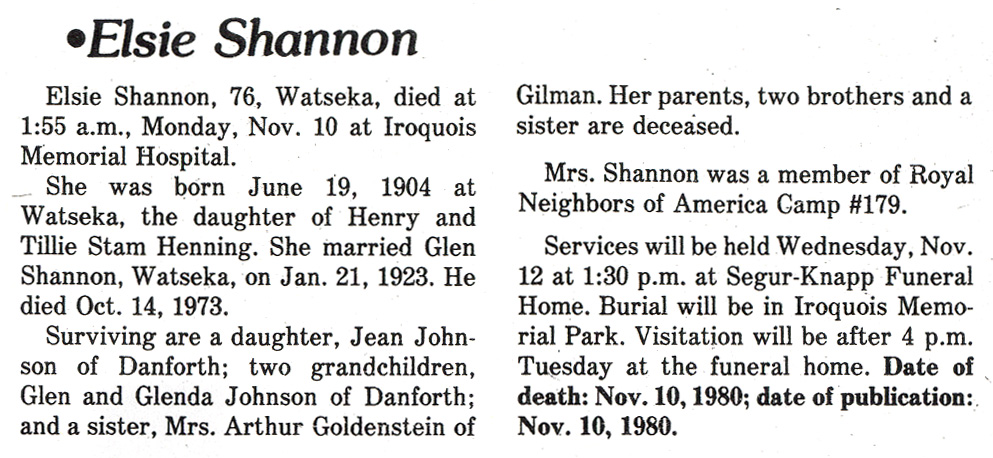 •Elsie Shannon
Elsie Shannon, 76, Watseka, died at
1:55 a.m., Monday, Nov. 10 at Iroquois
Memorial Hospital.
She was born June 19, 1904 at
Watseka, the daughter of Henry and
Tillie Stam Henning. She married Glen
Shannon, Watseka, on Jan. 21, 1923. He
died Oct. 14, 1973.
Surviving are a daughter, Jean John-
son of Danforth; two grandchildren,
Glen and Glenda Johnson of Danforth;
and a sister, Mrs. Arthur Goldenstein of
Gilman. Her parents, two brothers and a
sister are deceased.
Mrs. Shannon was a member of Royal
Neighbors of America Camp #179.
Services will be held Wednesday, Nov.
12 at 1:30 p.m. at Segur-Knapp Funeral
Home. Burial will be in Iroquois Memo-
rial Park. Visitation will be after 4 p.m.
Tuesday at the funeral home. Date of
death: Nov. 10, 1980; date of publication:
Nov. 10, 1980.